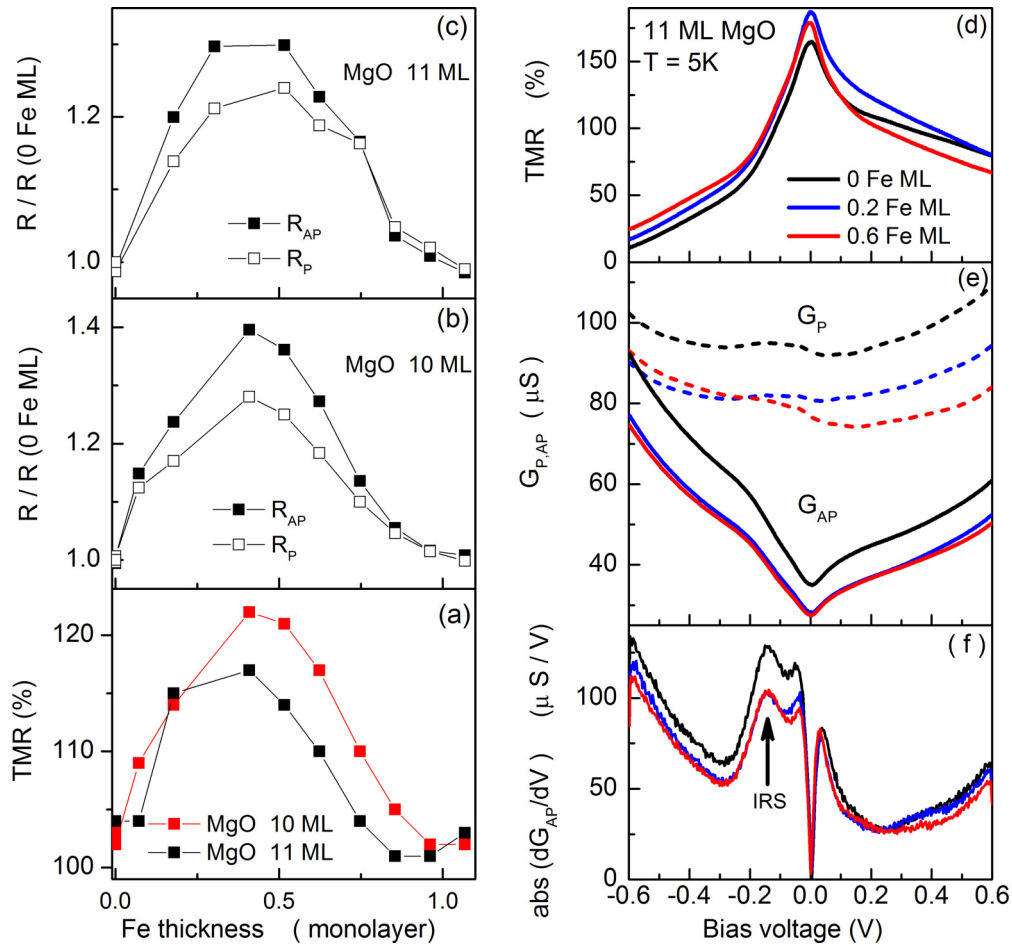 (c)
MgO 11 ML
1.2
1.0
R / R (0 Fe ML)
R_AP
R_P
(b)
MgO 10 ML
1.4
1.2
1.0
R / R (0 Fe ML)
R_AP
R_P
(a)
120
110
100
TMR (%)
MgO 10 ML
MgO 11 ML
0.0 0.5 1.0
Fe thickness ( monolayer)
11 ML MgO (d)
T = 5K
150
100
50
0
TMR (%)
0 Fe ML
0.2 Fe ML
0.6 Fe ML
(e)
G_P
100
80
60
40
G_P,AP ( μS)
G_AP
( f )
100
50
0
abs (dG_AP/dV) (μ S / V)
IRS
-0.6 -0.4 -0.2 0.0 0.2 0.4 0.6
Bias voltage (V)